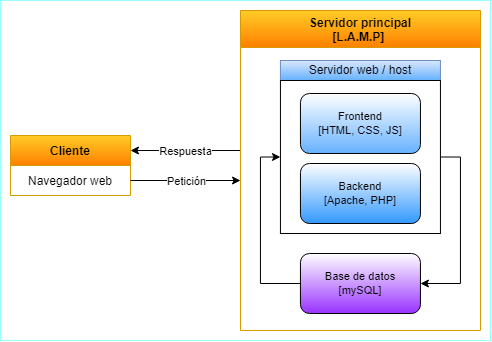 Servidor principal
[L.A.M.P]
Servidor web / host
Frontend
[HTML, CSS, JS]
Cliente
Navegador web
Respuesta
Petición
Backend
[Apache, PHP]
Base de datos
[mySQL]